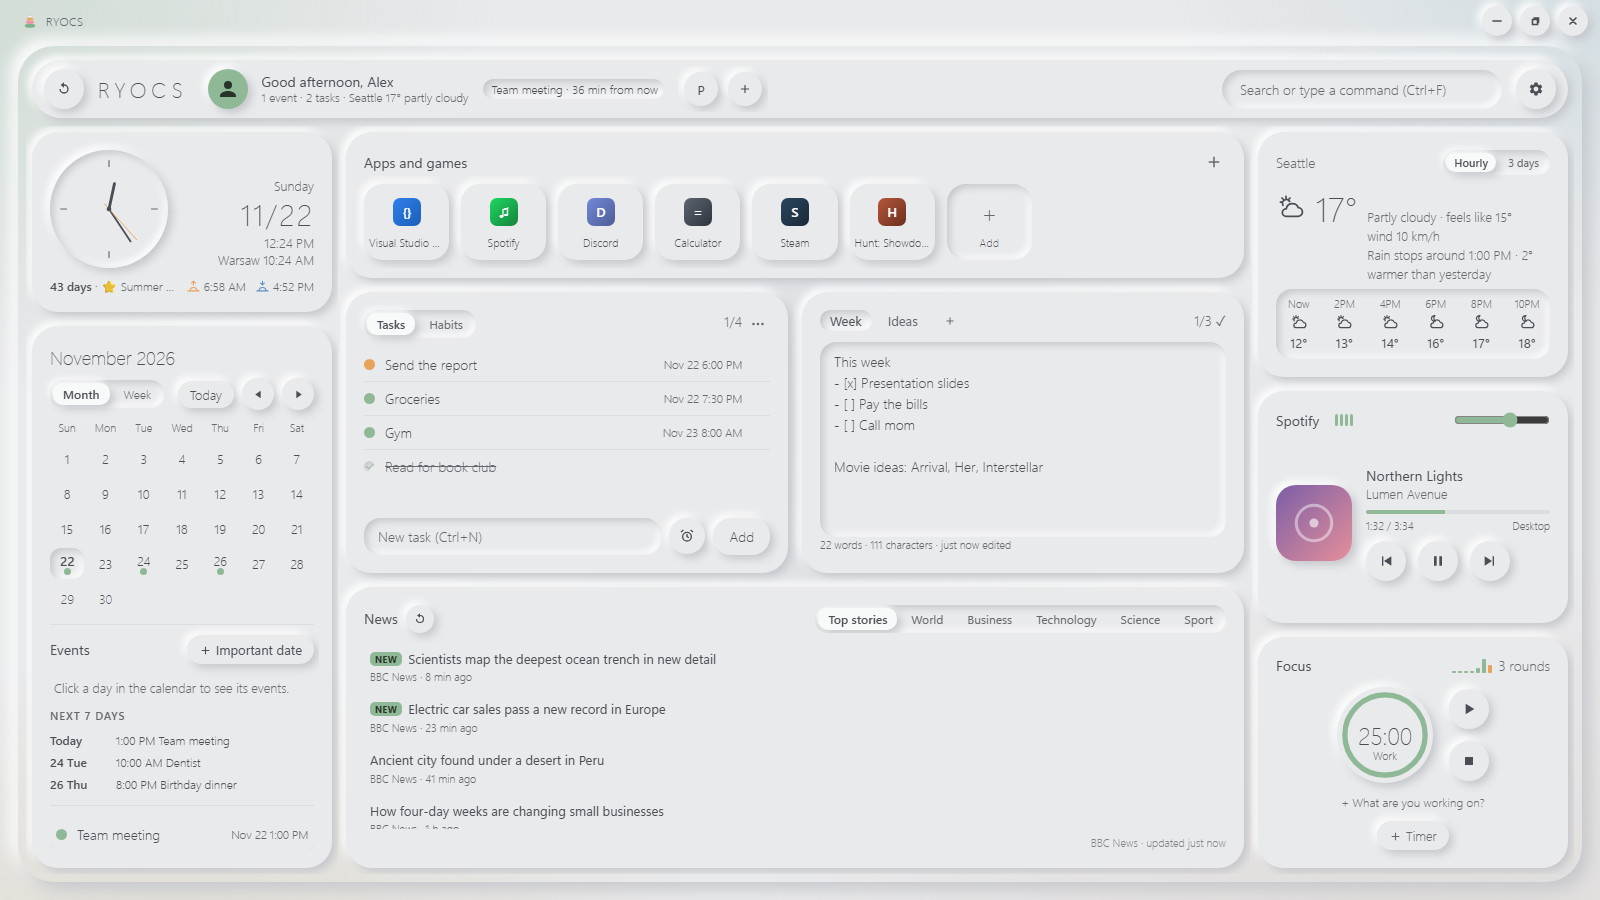 RYOCS
RYOCS
Good afternoon, Alex
1 event · 2 tasks · Seattle 17° partly cloudy
Team meeting · 36 min from now
P
+
Search or type a command (Ctrl+F)
Sunday
11/22
12:24 PM
Warsaw 10:24 AM
43 days · ⭐ Summer ...
6:58 AM
4:52 PM
November 2026
Month
Week
Today
Sun Mon Tue Wed Thu Fri Sat
1 2 3 4 5 6 7
8 9 10 11 12 13 14
15 16 17 18 19 20 21
22 23 24 25 26 27 28
29 30
Events
+ Important date
Click a day in the calendar to see its events.
NEXT 7 DAYS
Today 1:00 PM Team meeting
24 Tue 10:00 AM Dentist
26 Thu 8:00 PM Birthday dinner
Team meeting Nov 22 1:00 PM
Apps and games
+
{}
Visual Studio ...
Spotify
D
Discord
=
Calculator
S
Steam
H
Hunt: Showdo...
+
Add
Tasks
Habits
1/4 ...
Send the report Nov 22 6:00 PM
Groceries Nov 22 7:30 PM
Gym Nov 23 8:00 AM
Read for book club
New task (Ctrl+N)
Add
Week
Ideas
+
1/3 ✓
This week
- [x] Presentation slides
- [ ] Pay the bills
- [ ] Call mom
Movie ideas: Arrival, Her, Interstellar
22 words · 111 characters · just now edited
News
Top stories
World
Business
Technology
Science
Sport
NEW Scientists map the deepest ocean trench in new detail
BBC News · 8 min ago
NEW Electric car sales pass a new record in Europe
BBC News · 23 min ago
Ancient city found under a desert in Peru
BBC News · 41 min ago
How four-day weeks are changing small businesses
BBC News · 1 h ago
BBC News · updated just now
Seattle
Hourly
3 days
17°
Partly cloudy · feels like 15°
wind 10 km/h
Rain stops around 1:00 PM · 2°
warmer than yesterday
Now 2PM 4PM 6PM 8PM 10PM
12° 13° 14° 16° 17° 18°
Spotify
Northern Lights
Lumen Avenue
1:32 / 3:34
Desktop
Focus
3 rounds
25:00
Work
+ What are you working on?
+ Timer